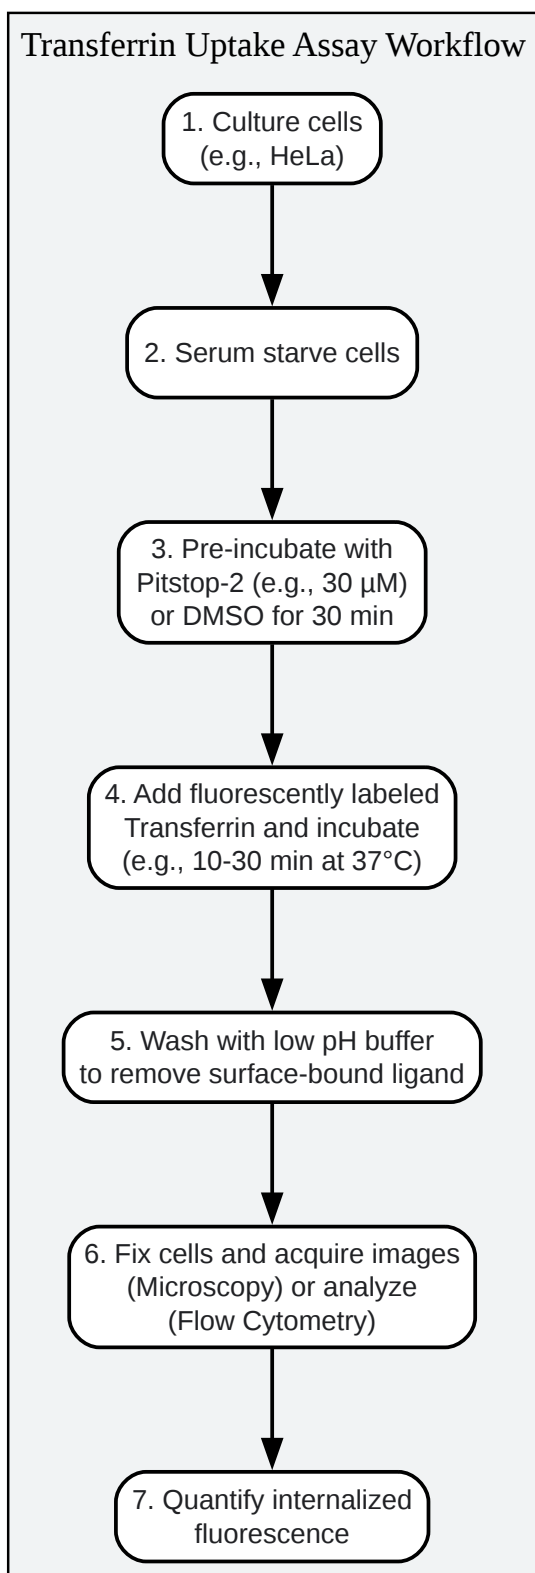 Transferrin Uptake Assay Workflow
1. Culture cells
(e.g., HeLa)
2. Serum starve cells
3. Pre-incubate with
Pitstop-2 (e.g., 30 µM)
or DMSO for 30 min
4. Add fluorescently labeled
Transferrin and incubate
(e.g., 10-30 min at 37°C)
5. Wash with low pH buffer
to remove surface-bound ligand
6. Fix cells and acquire images
(Microscopy) or analyze
(Flow Cytometry)
7. Quantify internalized
fluorescence